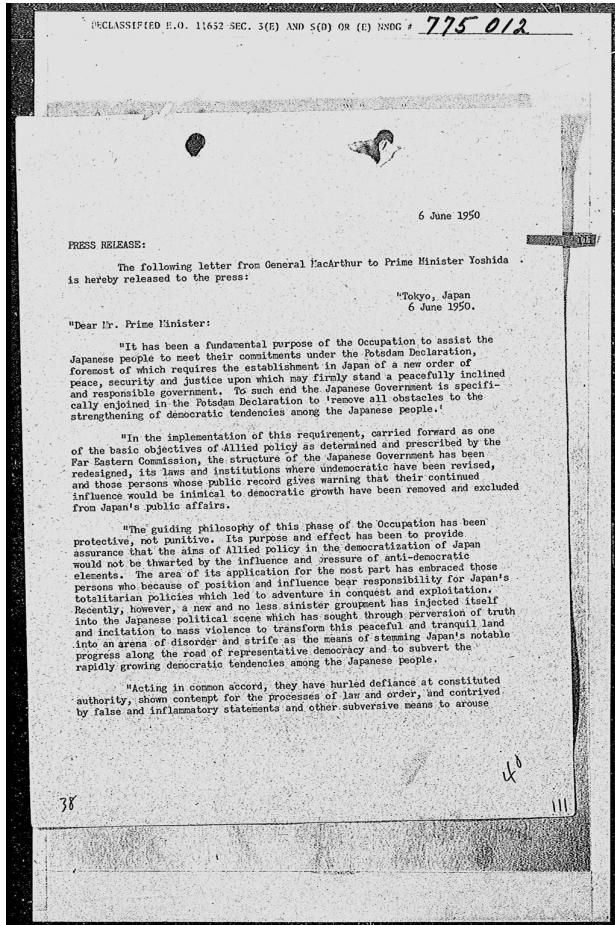 DECLASSIFIED E.O. 11652 SEC. 3(E) AND 5(D) OR (E) NNDG # 775 012
6 June 1950
PRESS RELEASE:
III
The following letter from General MacArthur to Prime Minister Yoshida
is hereby released to the press:
"Tokyo, Japan
6 June 1950.
"Dear Mr. Prime Minister:
"It has been a fundamental purpose of the Occupation to assist the
Japanese people to meet their commitments under the Potsdam Declaration,
foremost of which requires the establishment in Japan of a new order of
peace, security and justice upon which may firmly stand a peacefully inclined
and responsible government. To such end the Japanese Government is specifi-
cally enjoined in the Potsdam Declaration to 'remove all obstacles to the
strengthening of democratic tendencies among the Japanese people.'
"In the implementation of this requirement, carried forward as one
of the basic objectives of Allied policy as determined and prescribed by the
Far Eastern Commission, the structure of the Japanese Government has been
redesigned, its laws and institutions where undemocratic have been revised,
and those persons whose public record gives warning that their continued
influence would be inimical to democratic growth have been removed and excluded
from Japan's public affairs.
"The guiding philosophy of this phase of the Occupation has been
protective, not punitive. Its purpose and effect has been to provide
assurance that the aims of Allied policy in the democratization of Japan
would not be thwarted by the influence and pressure of anti-democratic
elements. The area of its application for the most part has embraced those
persons who because of position and influence bear responsibility for Japan's
totalitarian policies which led to adventure in conquest and exploitation.
Recently, however, a new and no less sinister groupment has injected itself
into the Japanese political scene which has sought through perversion of truth
and incitation to mass violence to transform this peaceful and tranquil land
into an arena of disorder and strife as the means of stemming Japan's notable
progress along the road of representative democracy and to subvert the
rapidly growing democratic tendencies among the Japanese people.
"Acting in common accord, they have hurled defiance at constituted
authority, shown contempt for the processes of law and order, and contrived
by false and inflammatory statements and other subversive means to arouse
40
38
111